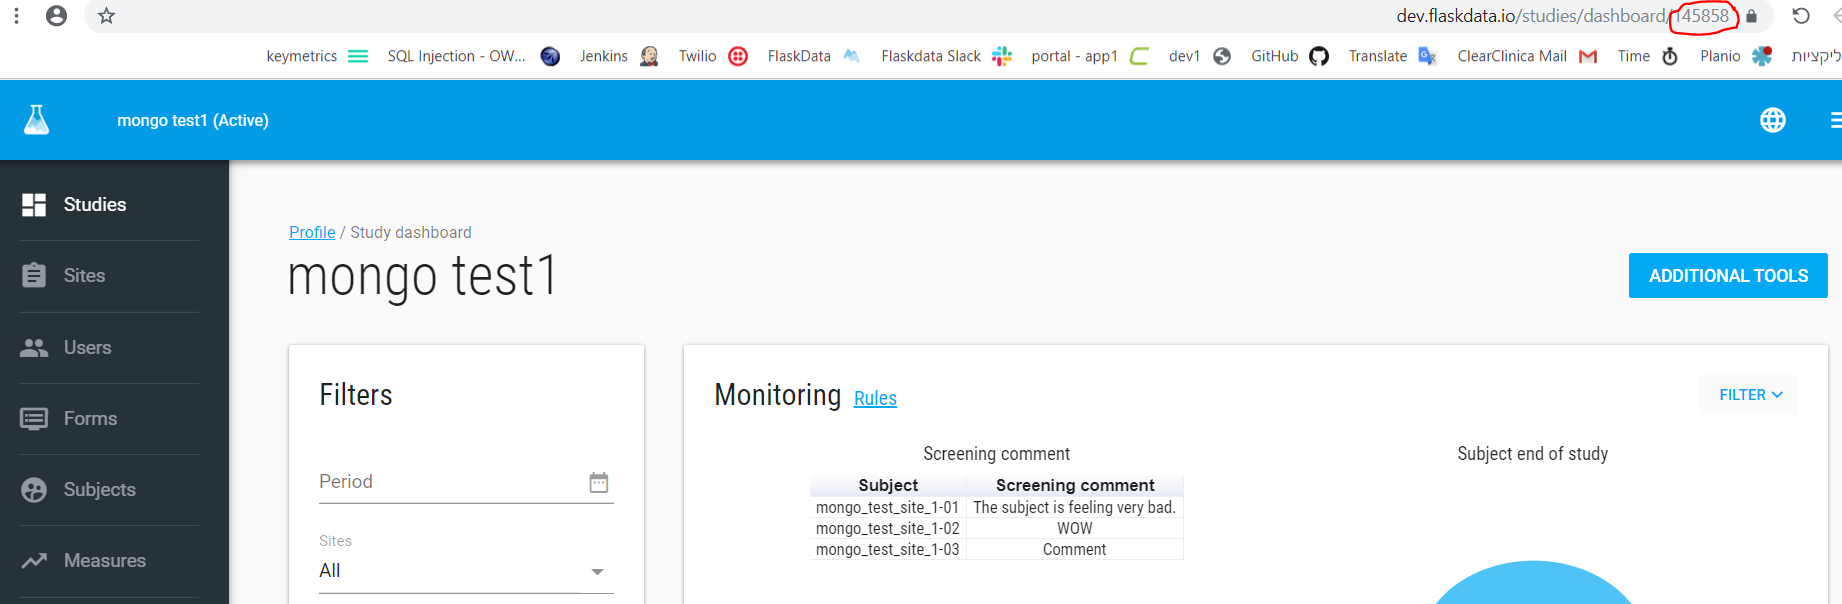 dev.flaskdata.io/studies/dashboard/145858
keymetrics SQL Injection - OW... Jenkins Twilio FlaskData Flaskdata Slack portal - app1 dev1 GitHub Translate ClearClinica Mail Time Planio ליקציות
mongo test1 (Active)
Studies
Sites
Users
Forms
Subjects
Measures
Profile / Study dashboard
mongo test1
ADDITIONAL TOOLS
Filters
Period
Sites
All
Monitoring Rules
FILTER
Screening comment
Subject Screening comment
mongo_test_site_1-01 The subject is feeling very bad.
mongo_test_site_1-02 WOW
mongo_test_site_1-03 Comment
Subject end of study